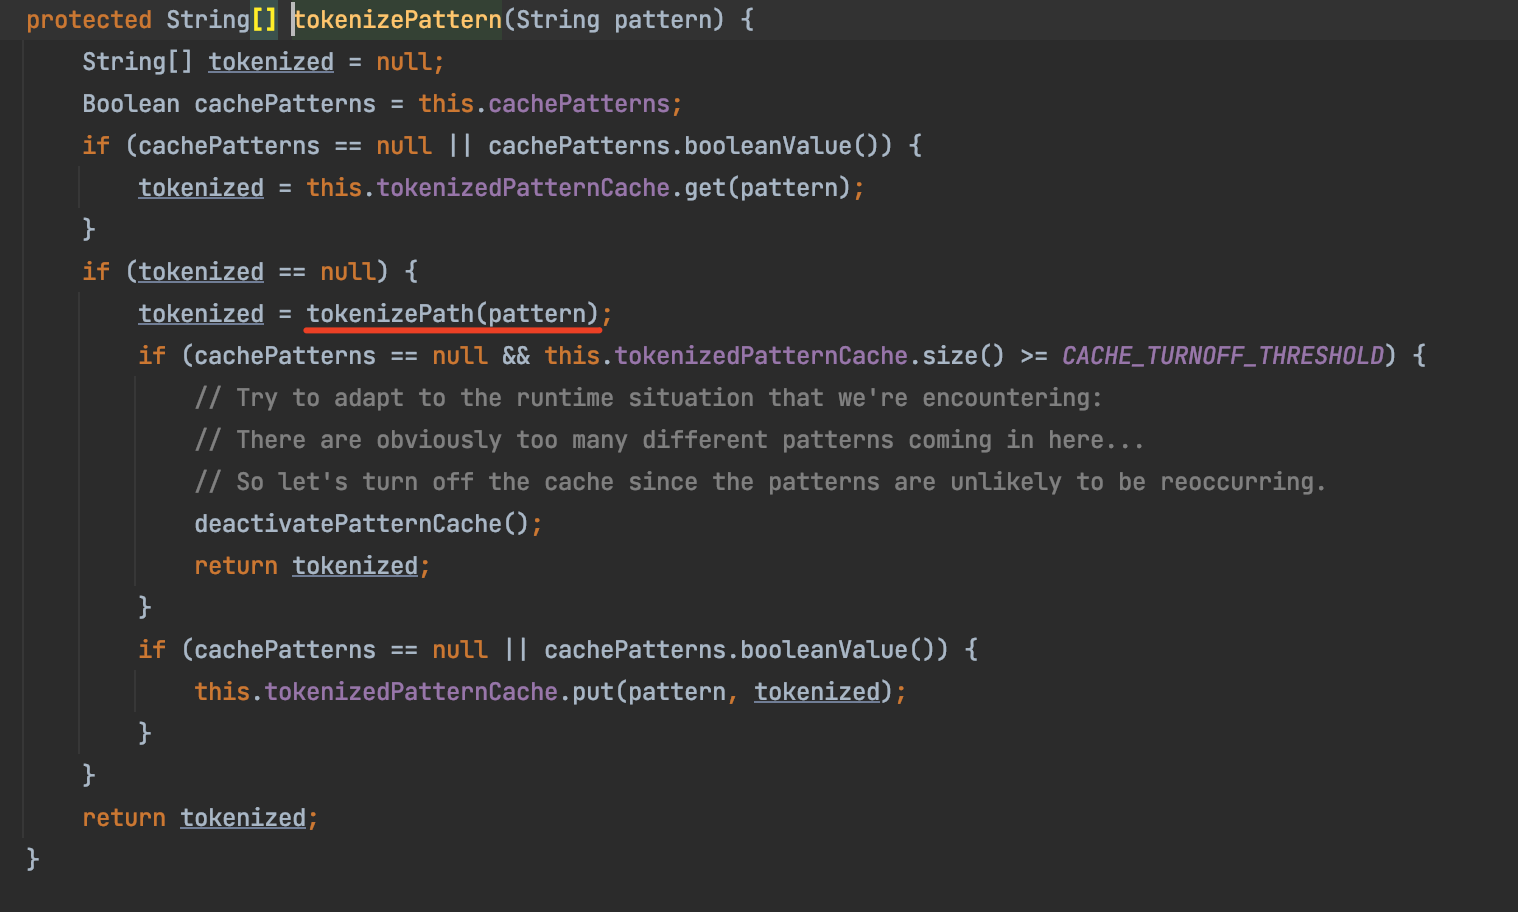 protected String[] tokenizePattern(String pattern) {
String[] tokenized = null;
Boolean cachePatterns = this.cachePatterns;
if (cachePatterns == null || cachePatterns.booleanValue()) {
tokenized = this.tokenizedPatternCache.get(pattern);
}
if (tokenized == null) {
tokenized = tokenizePath(pattern);
if (cachePatterns == null && this.tokenizedPatternCache.size() >= CACHE_TURNOFF_THRESHOLD) {
// Try to adapt to the runtime situation that we're encountering:
// There are obviously too many different patterns coming in here...
// So let's turn off the cache since the patterns are unlikely to be reoccurring.
deactivatePatternCache();
return tokenized;
}
if (cachePatterns == null || cachePatterns.booleanValue()) {
this.tokenizedPatternCache.put(pattern, tokenized);
}
}
return tokenized;
}